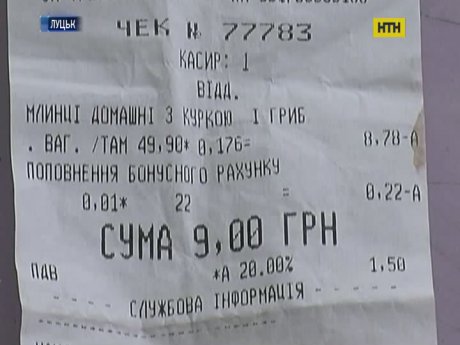 ЛУЦЬК
НТН
ЧЕК № 77783
КАСИР: 1
ВІДД.
МЛИНЦІ ДОМАШНІ З КУРКОЮ І ГРИБ
. ВАГ. /ТАМ 49,90* 0,176= 8,78-А
ПОПОВНЕННЯ БОНУСНОГО РАХУНКУ
0,01* 22 = 0,22-А
СУМА 9,00 ГРН
ПДВ *А 20.00% 1,50
- - - - - СЛУЖБОВА ІНФОРМАЦІЯ - - - - -